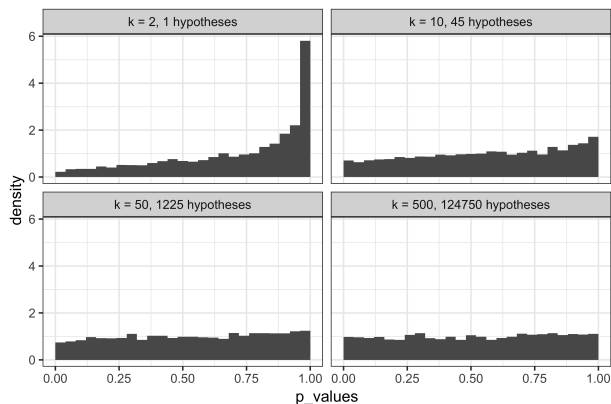 k = 2, 1 hypotheses
k = 10, 45 hypotheses
6
4
2
0
k = 50, 1225 hypotheses
k = 500, 124750 hypotheses
6
4
2
0
density
0.00 0.25 0.50 0.75 1.00
0.00 0.25 0.50 0.75 1.00
p_values